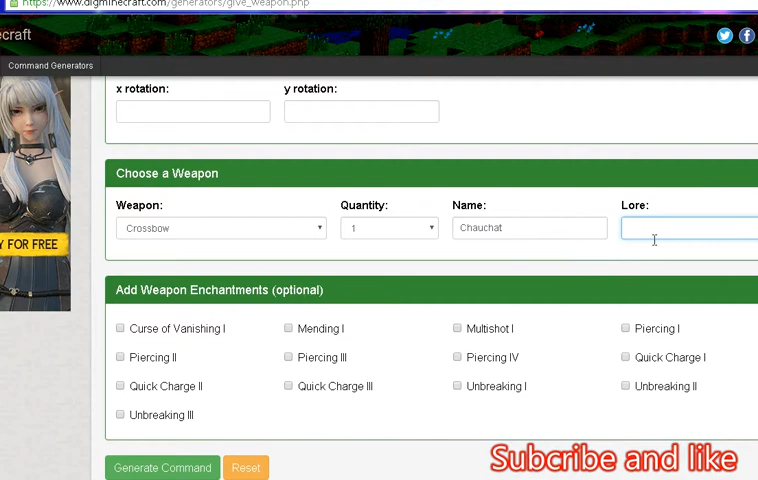 https://www.digminecraft.com/generators/give_weapon.php
ecraft
Command Generators
x rotation:
y rotation:
Y FOR FREE
Choose a Weapon
Weapon:
Quantity:
Name:
Lore:
Crossbow
1
Chauchat
Add Weapon Enchantments (optional)
Curse of Vanishing I
Mending I
Multishot I
Piercing I
Piercing II
Piercing III
Piercing IV
Quick Charge I
Quick Charge II
Quick Charge III
Unbreaking I
Unbreaking II
Unbreaking III
Generate Command
Reset
Subcribe and like